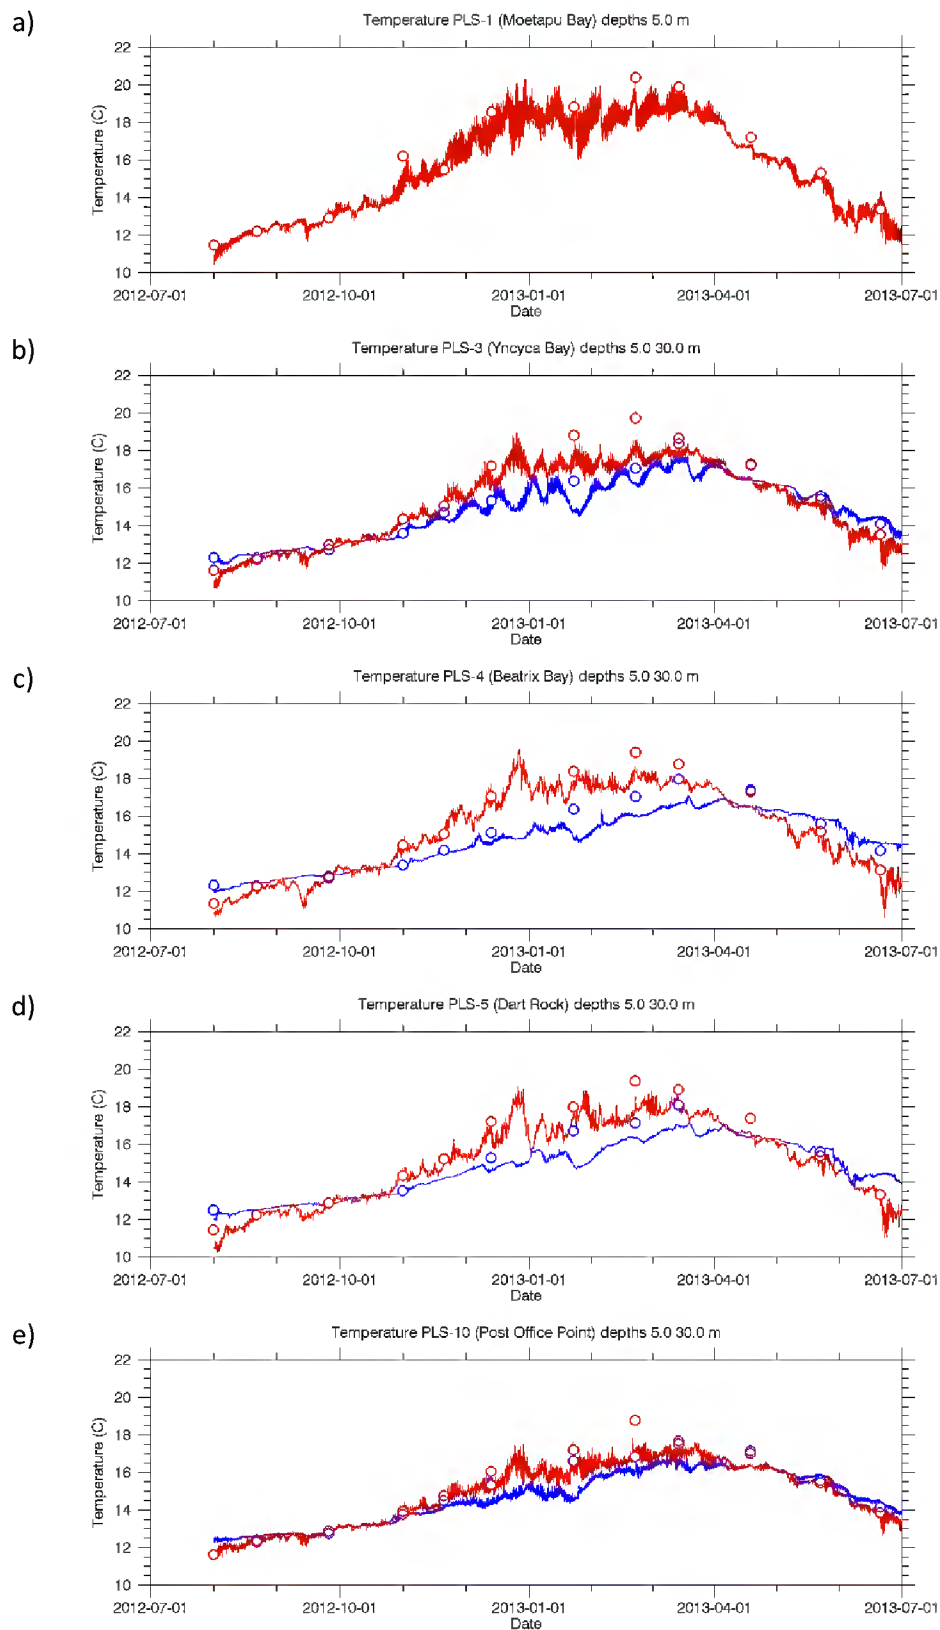 a)
Temperature PLS-1 (Moetapu Bay) depths 5.0 m
22
20
18
16
14
12
10
Temperature (C)
2012-07-01 2012-10-01 2013-01-01 2013-04-01 2013-07-01
Date
b)
Temperature PLS-3 (Yncyca Bay) depths 5.0 30.0 m
22
20
18
16
14
12
10
Temperature (C)
2012-07-01 2012-10-01 2013-01-01 2013-04-01 2013-07-01
Date
c)
Temperature PLS-4 (Beatrix Bay) depths 5.0 30.0 m
22
20
18
16
14
12
10
Temperature (C)
2012-07-01 2012-10-01 2013-01-01 2013-04-01 2013-07-01
Date
d)
Temperature PLS-5 (Dart Rock) depths 5.0 30.0 m
22
20
18
16
14
12
10
Temperature (C)
2012-07-01 2012-10-01 2013-01-01 2013-04-01 2013-07-01
Date
e)
Temperature PLS-10 (Post Office Point) depths 5.0 30.0 m
22
20
18
16
14
12
10
Temperature (C)
2012-07-01 2012-10-01 2013-01-01 2013-04-01 2013-07-01
Date